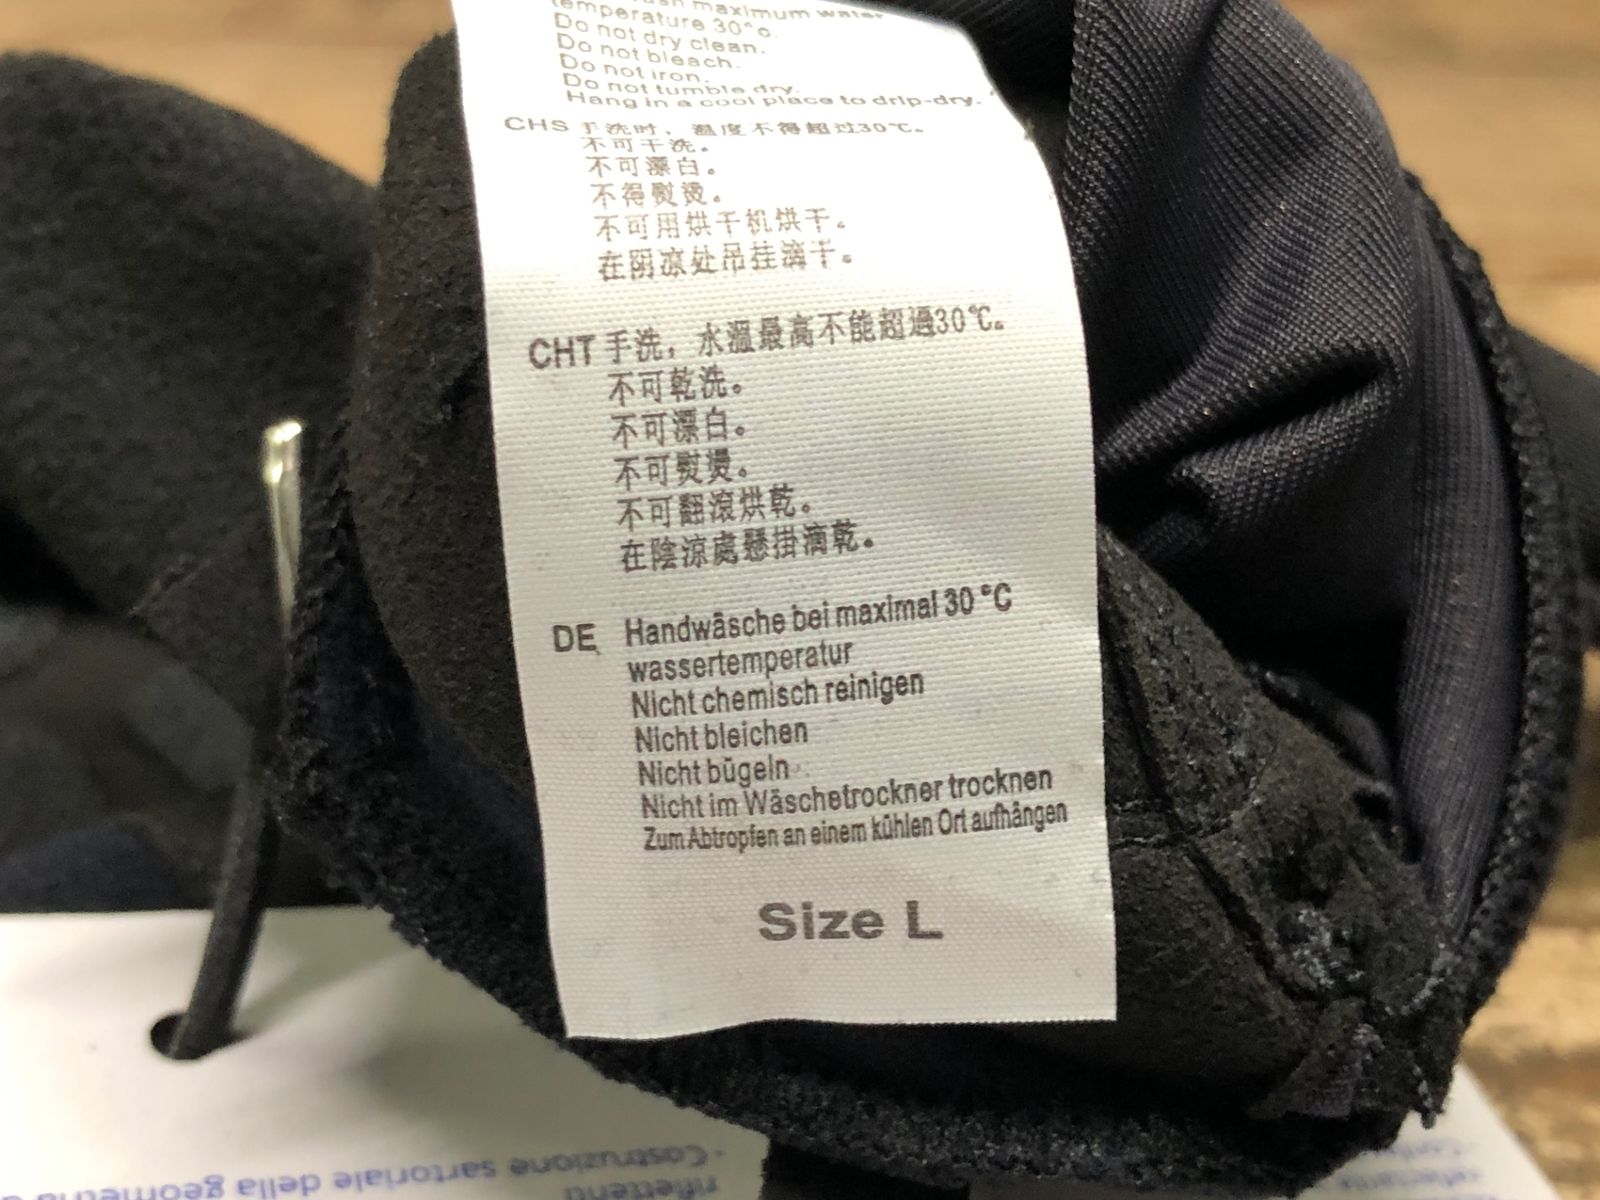 maximum water
temperature 30°c.
Do not dry clean.
Do not bleach.
Do not iron.
Do not tumble dry.
Hang in a cool place to drip-dry.
CHS 手洗时，温度不得超过30℃。
不可干洗。
不可漂白。
不得熨烫。
不可用烘干机烘干。
在阴凉处吊挂滴干。
CHT 手洗，水溫最高不能超過30℃。
不可乾洗。
不可漂白。
不可熨燙。
不可翻滾烘乾。
在陰涼處懸掛滴乾。
DE Handwäsche bei maximal 30 °C
wassertemperatur
Nicht chemisch reinigen
Nicht bleichen
Nicht bügeln
Nicht im Wäschetrockner trocknen
Zum Abtropfen an einem kühlen Ort aufhängen
Size L
riflettenti
- Costruzione sartoriale della geometria